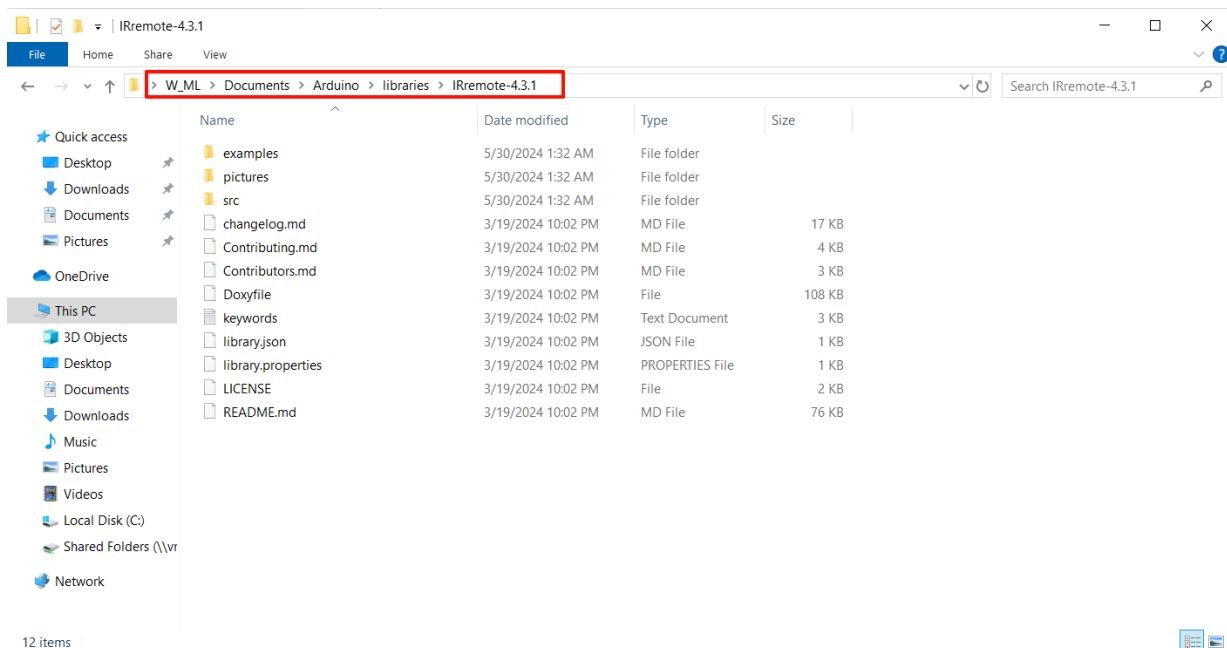 IRremote-4.3.1
File Home Share View
W_ML > Documents > Arduino > libraries > IRremote-4.3.1
Search IRremote-4.3.1
Name Date modified Type Size
Quick access
Desktop
Downloads
Documents
Pictures
OneDrive
This PC
3D Objects
Desktop
Documents
Downloads
Music
Pictures
Videos
Local Disk (C:)
Shared Folders (\\vr
Network
examples 5/30/2024 1:32 AM File folder
pictures 5/30/2024 1:32 AM File folder
src 5/30/2024 1:32 AM File folder
changelog.md 3/19/2024 10:02 PM MD File 17 KB
Contributing.md 3/19/2024 10:02 PM MD File 4 KB
Contributors.md 3/19/2024 10:02 PM MD File 3 KB
Doxyfile 3/19/2024 10:02 PM File 108 KB
keywords 3/19/2024 10:02 PM Text Document 3 KB
library.json 3/19/2024 10:02 PM JSON File 1 KB
library.properties 3/19/2024 10:02 PM PROPERTIES File 1 KB
LICENSE 3/19/2024 10:02 PM File 2 KB
README.md 3/19/2024 10:02 PM MD File 76 KB
12 items